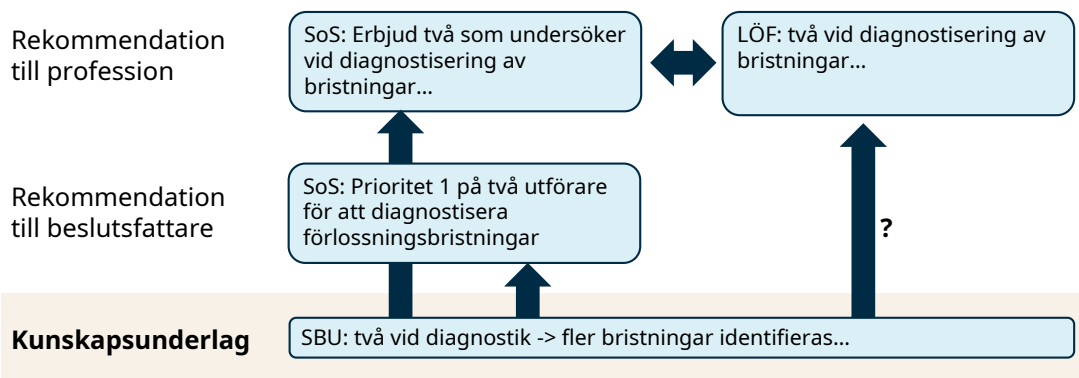 Rekommendation
till profession
SoS: Erbjud två som undersöker
vid diagnostisering av
bristningar...
LÖF: två vid diagnostisering av
bristningar...
Rekommendation
till beslutsfattare
SoS: Prioritet 1 på två utförare
för att diagnostisera
förlossningsbristningar
?
Kunskapsunderlag
SBU: två vid diagnostik -> fler bristningar identifieras...